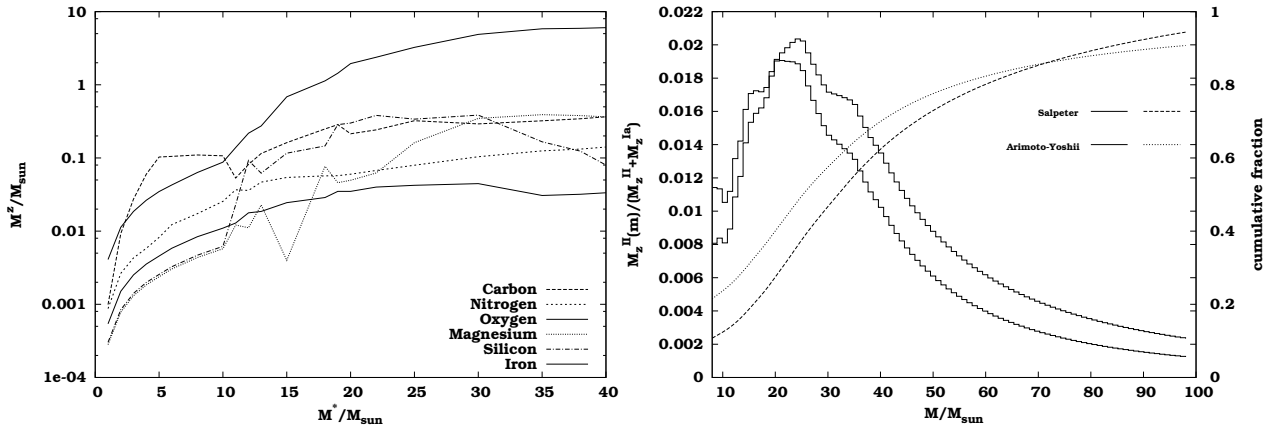 10
1
0.1
0.01
0.001
1e-04
0 5 10 15 20 25 30 35 40
M^z/M_sun
M^*/M_sun
Carbon
Nitrogen
Oxygen
Magnesium
Silicon
Iron
0.022
0.02
0.018
0.016
0.014
0.012
0.01
0.008
0.006
0.004
0.002
0
10 20 30 40 50 60 70 80 90 100
M_z^II(m)/(M_z^II+M_z^Ia)
M/M_sun
Salpeter
Arimoto-Yoshii
1
0.8
0.6
0.4
0.2
0
cumulative fraction